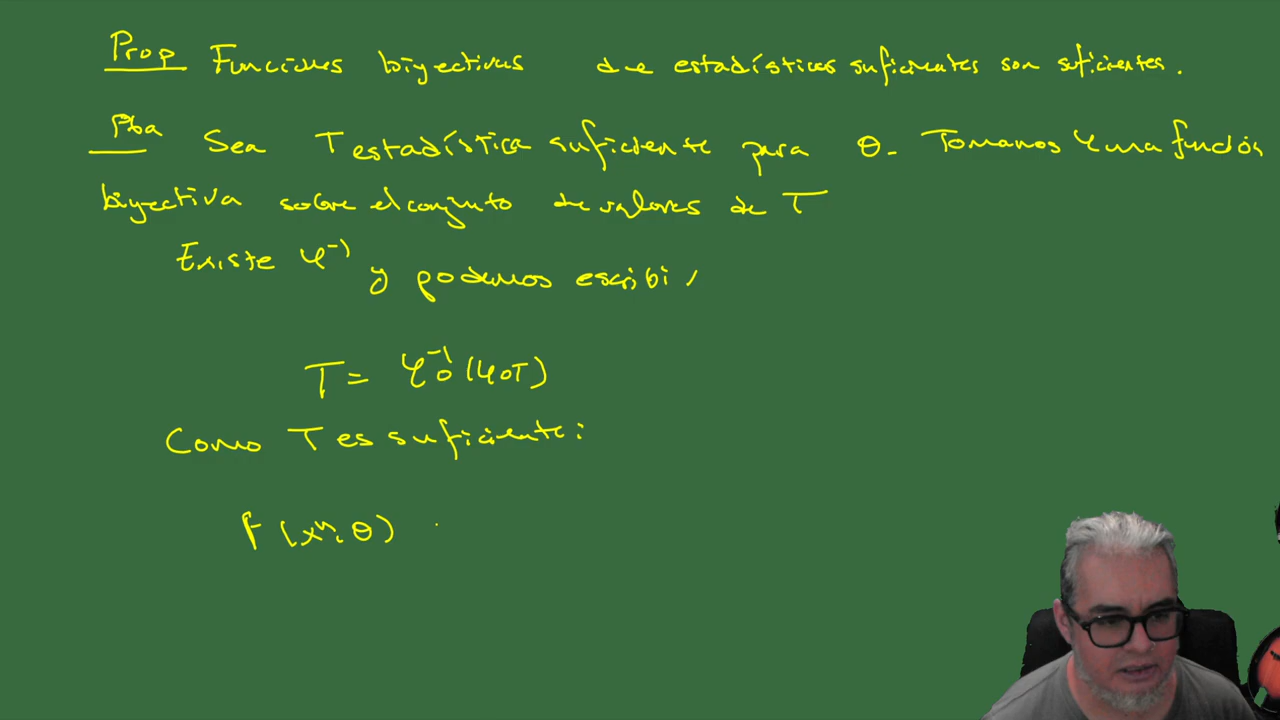 Prop Funciones biyectivas de estadísticas suficientes son suficientes.
Pba Sea T estadística suficiente para θ. Tomamos φ una función
biyectiva sobre el conjunto de valores de T
Existe φ⁻¹ y podemos escribir
T = φ⁻¹∘(φ∘T)
Como T es suficiente:
f(xⁿ; θ)